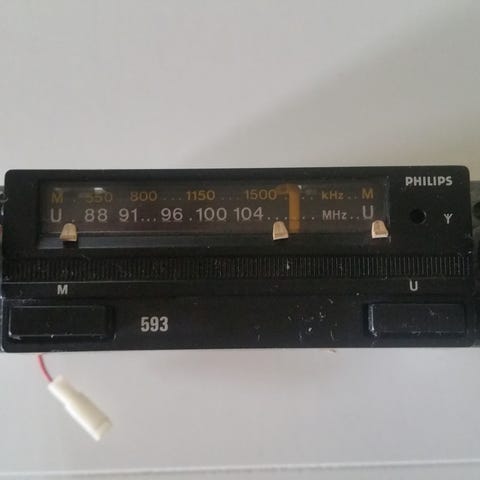 PHILIPS
M 550 800 .... 1150 .... 1500 .... kHz .. M
U . 88 91 ... 96 . 100 104 .... MHz .. U
M U
593